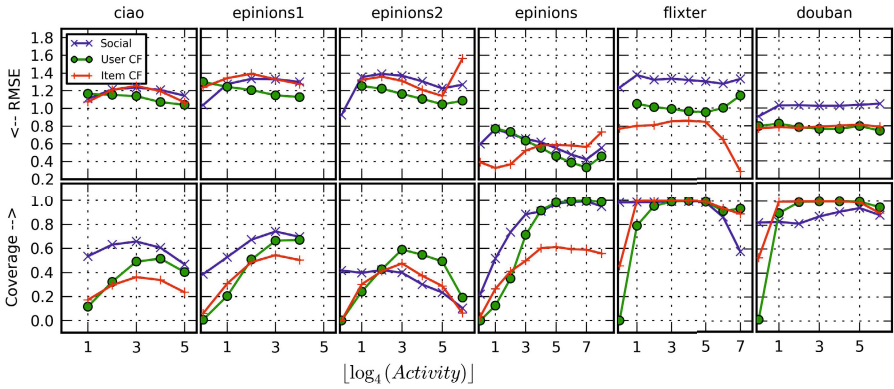 ciao epinions1 epinions2 epinions flixter douban
<-- RMSE
1.8
1.6
1.4
1.2
1.0
0.8
0.6
0.4
0.2
Social
User CF
Item CF
Coverage -->
1.0
0.8
0.6
0.4
0.2
0.0
1 3 5 1 3 5 1 3 5 1 3 5 7 1 3 5 7 1 3 5
⌊log₄(Activity)⌋